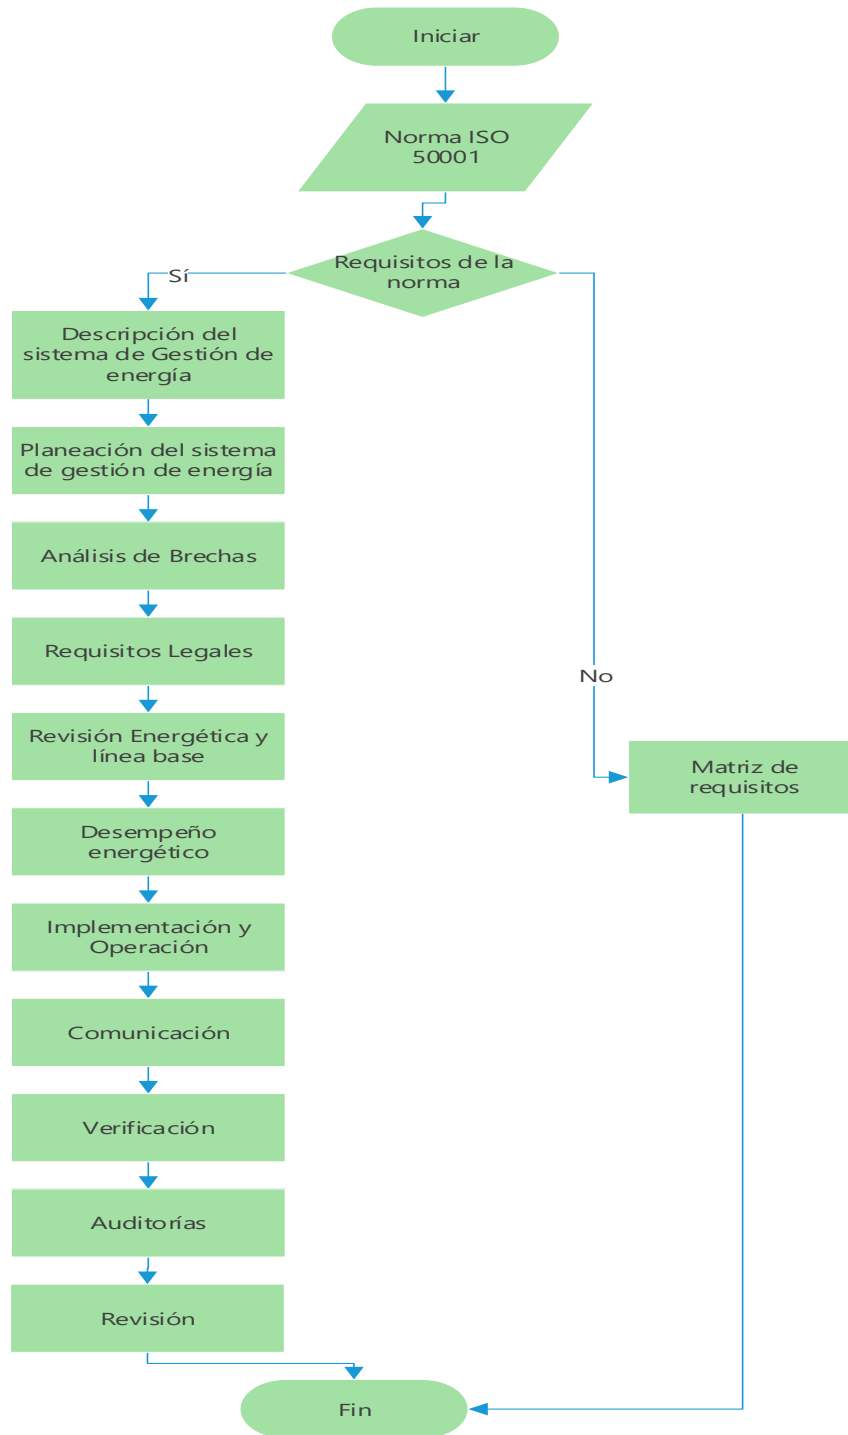 Iniciar
Norma ISO
50001
Requisitos de la
norma
Sí
Descripción del
sistema de Gestión de
energía
Planeación del sistema
de gestión de energía
Análisis de Brechas
Requisitos Legales
No
Revisión Energética y
línea base
Matriz de
requisitos
Desempeño
energético
Implementación y
Operación
Comunicación
Verificación
Auditorías
Revisión
Fin